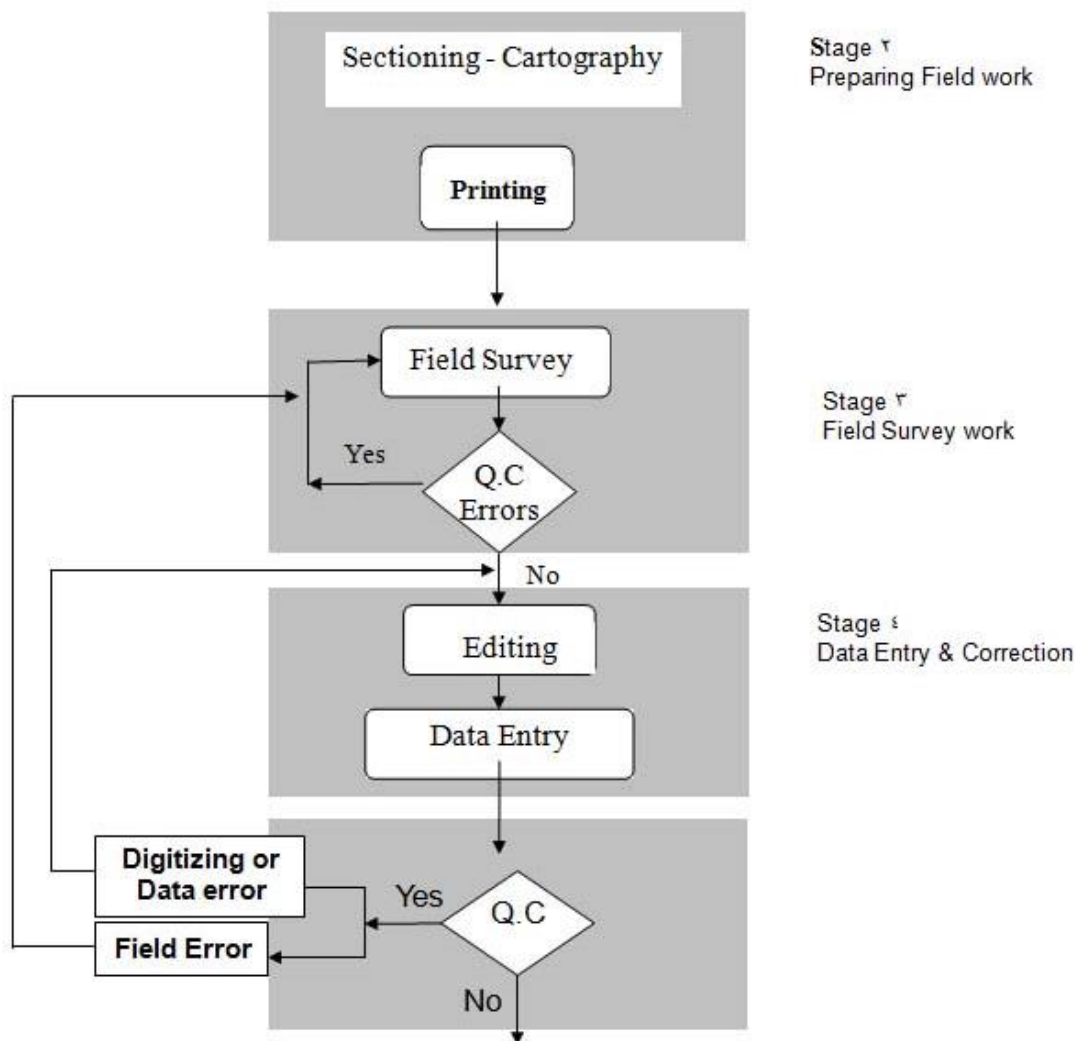 Sectioning - Cartography
Stage ٢
Preparing Field work
Printing
Field Survey
Stage ٣
Field Survey work
Yes
Q.C
Errors
No
Stage ٤
Data Entry & Correction
Editing
Data Entry
Digitizing or
Data error
Yes
Q.C
Field Error
No